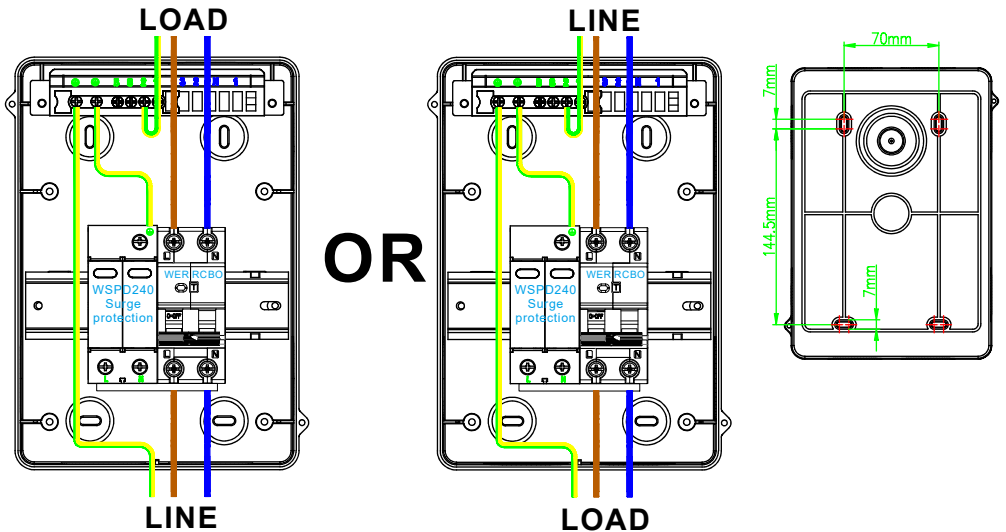 LOAD
L
N
WER RCBO
T
WSPD240
Surge
protection
L
N
L
N
LINE
OR
LINE
L
N
WER RCBO
T
WSPD240
Surge
protection
L
N
L
N
LOAD
70mm
7mm
144.5mm
7mm